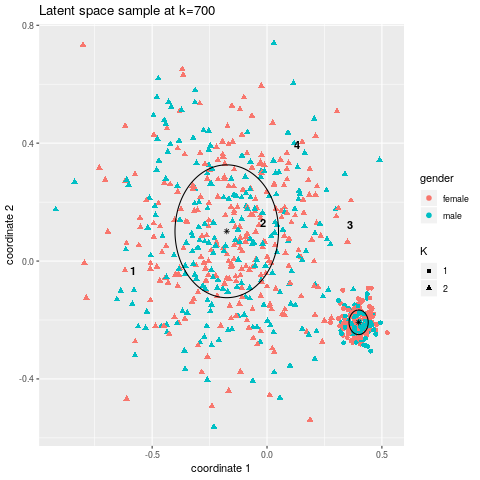 Latent space sample at k=700
0.8
0.4
0.0
-0.4
coordinate 2
4
2
3
1
-0.5
0.0
0.5
coordinate 1
gender
female
male
K
1
2